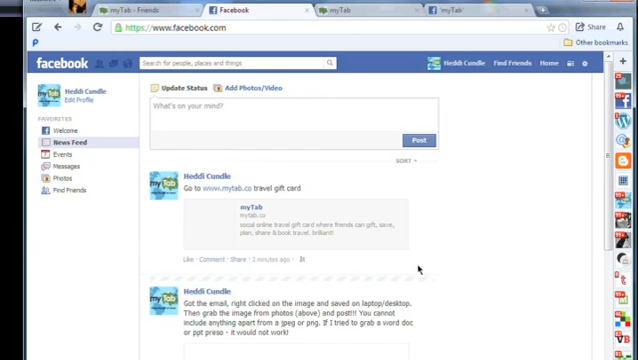 myTab - Friends
Facebook
myTab
'myTab'
https://www.facebook.com
Share
Other bookmarks
facebook
Search for people, places and things
Heddi Cundle
Find Friends
Home
Heddi Cundle
Edit Profile
FAVORITES
Welcome
News Feed
Events
Messages
Photos
Find Friends
Update Status
Add Photos/Video
What's on your mind?
Post
SORT
Heddi Cundle
Go to www.mytab.co travel gift card
myTab
mytab.co
social online travel gift card where friends can gift, save,
plan, share & book travel. brilliant!!
Like · Comment · Share · 2 minutes ago ·
Heddi Cundle
Got the email, right clicked on the image and saved on laptop/desktop.
Then grab the image from photos (above) and post!!! You cannot
include anything apart from a jpeg or png. If I tried to grab a word doc
or ppt preso - it would not work!